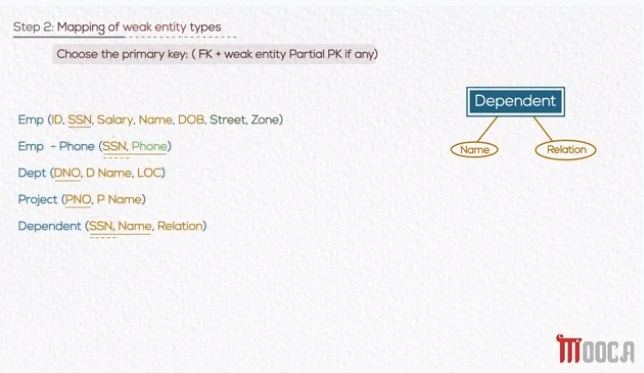 Step 2: Mapping of weak entity types
Choose the primary key: ( FK + weak entity Partial PK if any)
Emp (ID, SSN, Salary, Name, DOB, Street, Zone)
Emp - Phone (SSN, Phone)
Dept (DNO, D Name, LOC)
Project (PNO, P Name)
Dependent (SSN, Name, Relation)
Dependent
Name
Relation
MOOCA